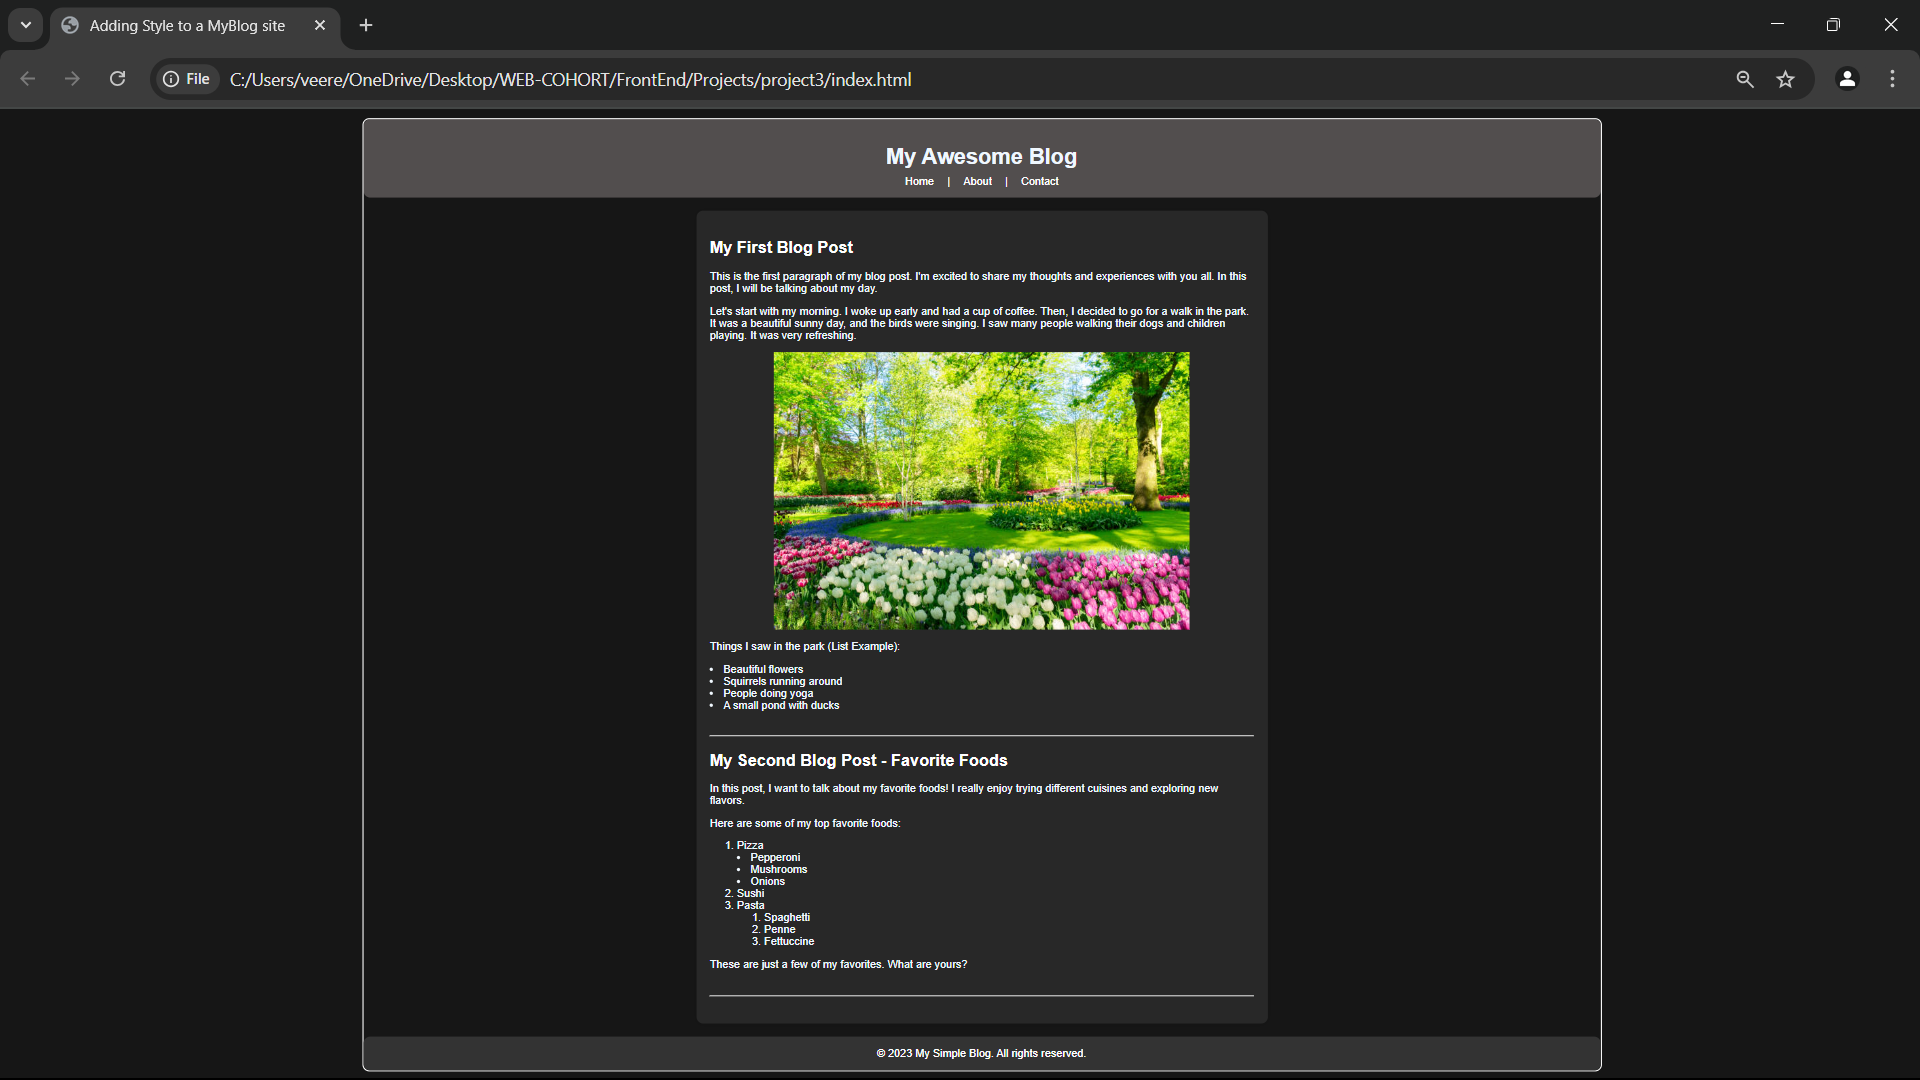 Adding Style to a MyBlog site
File C:/Users/veere/OneDrive/Desktop/WEB-COHORT/FrontEnd/Projects/project3/index.html
My Awesome Blog
Home | About | Contact
My First Blog Post
This is the first paragraph of my blog post. I'm excited to share my thoughts and experiences with you all. In this
post, I will be talking about my day.
Let's start with my morning. I woke up early and had a cup of coffee. Then, I decided to go for a walk in the park.
It was a beautiful sunny day, and the birds were singing. I saw many people walking their dogs and children
playing. It was very refreshing.
Things I saw in the park (List Example):
• Beautiful flowers
• Squirrels running around
• People doing yoga
• A small pond with ducks
My Second Blog Post - Favorite Foods
In this post, I want to talk about my favorite foods! I really enjoy trying different cuisines and exploring new
flavors.
Here are some of my top favorite foods:
1. Pizza
• Pepperoni
• Mushrooms
• Onions
2. Sushi
3. Pasta
1. Spaghetti
2. Penne
3. Fettuccine
These are just a few of my favorites. What are yours?
© 2023 My Simple Blog. All rights reserved.